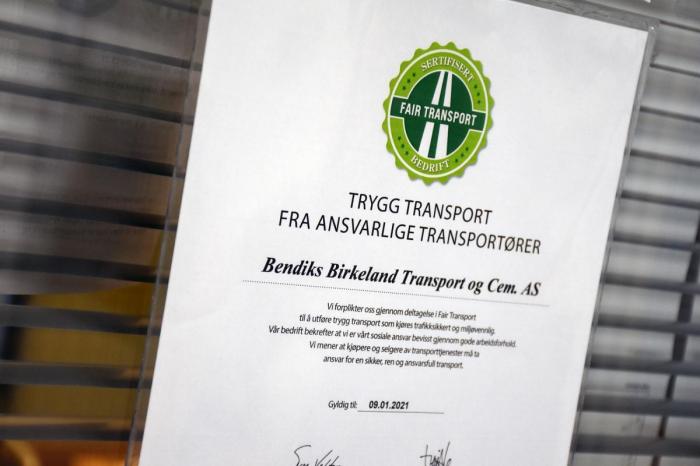 SERTIFISERT
FAIR TRANSPORT
BEDRIFT
TRYGG TRANSPORT
FRA ANSVARLIGE TRANSPORTØRER
Bendiks Birkeland Transport og Cem. AS
Vi forplikter oss gjennom deltagelse i Fair Transport
til å utføre trygg transport som kjøres trafikksikkert og miljøvennlig.
Vår bedrift bekrefter at vi er vårt sosiale ansvar bevisst gjennom gode arbeidsforhold.
Vi mener at kjøpere og selgere av transporttjenester må ta
ansvar for en sikker, ren og ansvarsfull transport.
Gyldig til: 09.01.2021